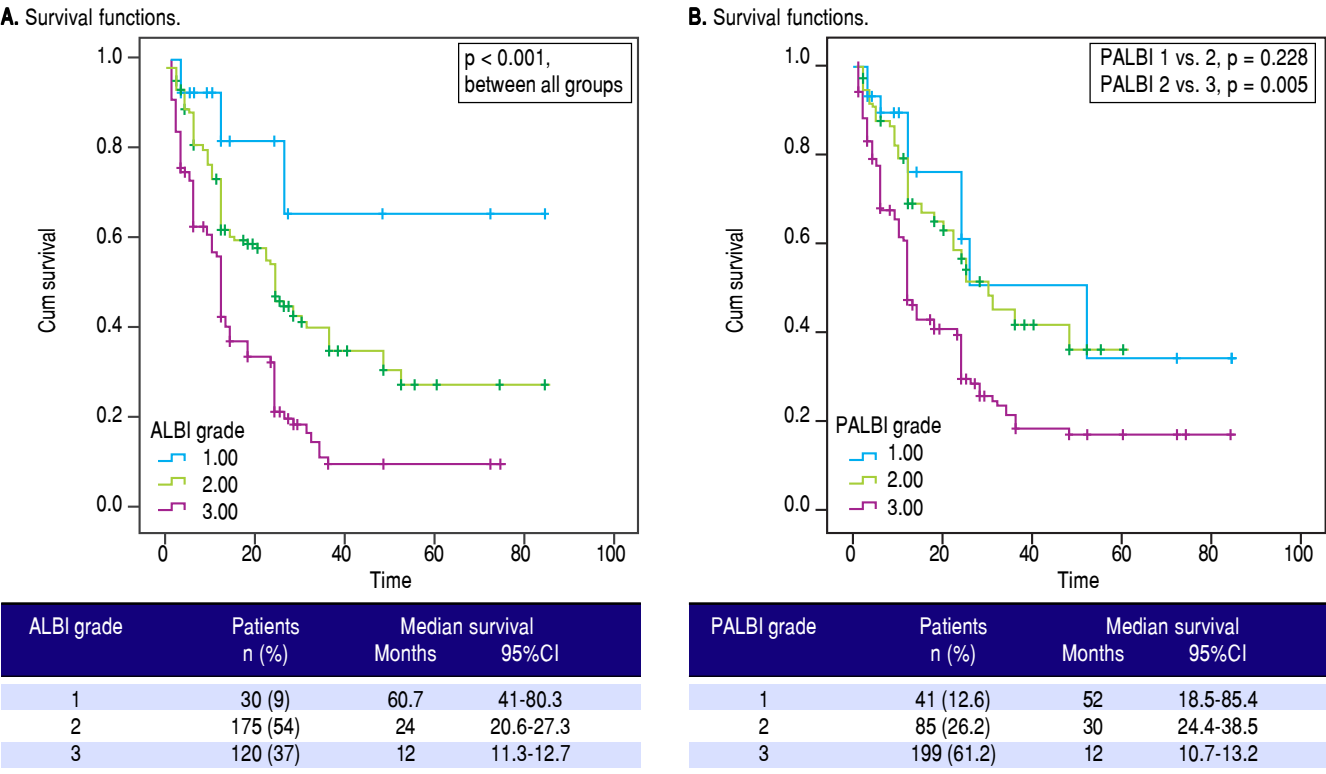 A. Survival functions.
p < 0.001,
between all groups
1.0
0.8
0.6
0.4
0.2
0.0
Cum survival
ALBI grade
1.00
2.00
3.00
0 20 40 60 80 100
Time
ALBI grade Patients Median survival
n (%) Months 95%CI
1 30 (9) 60.7 41-80.3
2 175 (54) 24 20.6-27.3
3 120 (37) 12 11.3-12.7
B. Survival functions.
PALBI 1 vs. 2, p = 0.228
PALBI 2 vs. 3, p = 0.005
1.0
0.8
0.6
0.4
0.2
0.0
Cum survival
PALBI grade
1.00
2.00
3.00
0 20 40 60 80 100
Time
PALBI grade Patients Median survival
n (%) Months 95%CI
1 41 (12.6) 52 18.5-85.4
2 85 (26.2) 30 24.4-38.5
3 199 (61.2) 12 10.7-13.2